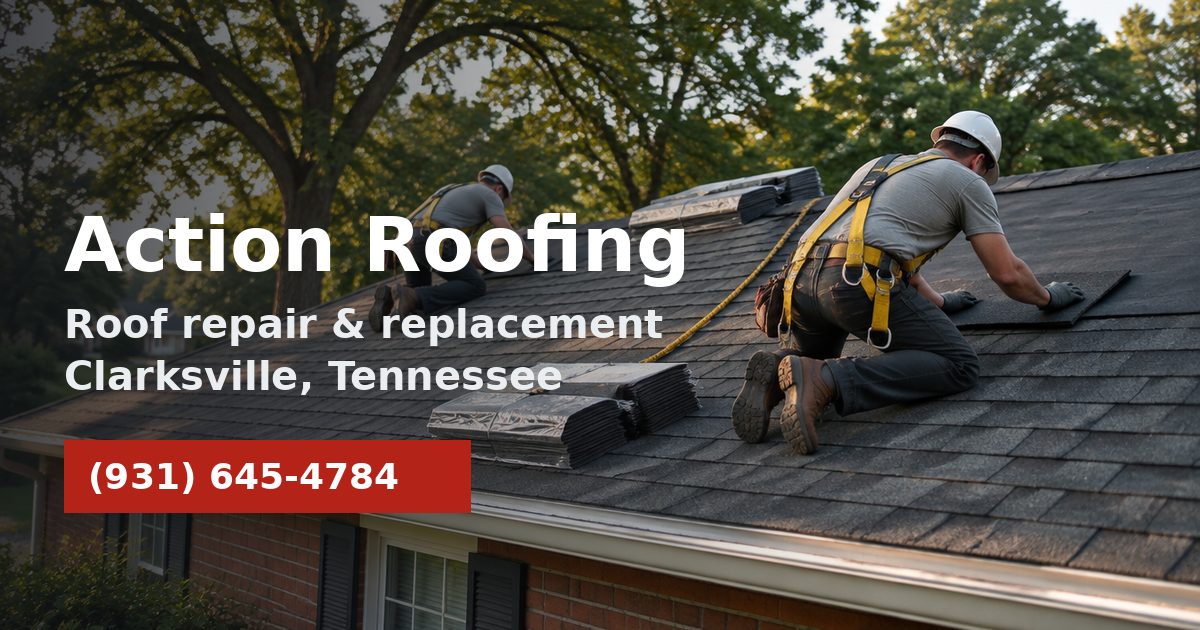 Action Roofing
Roof repair & replacement
Clarksville, Tennessee
(931) 645-4784